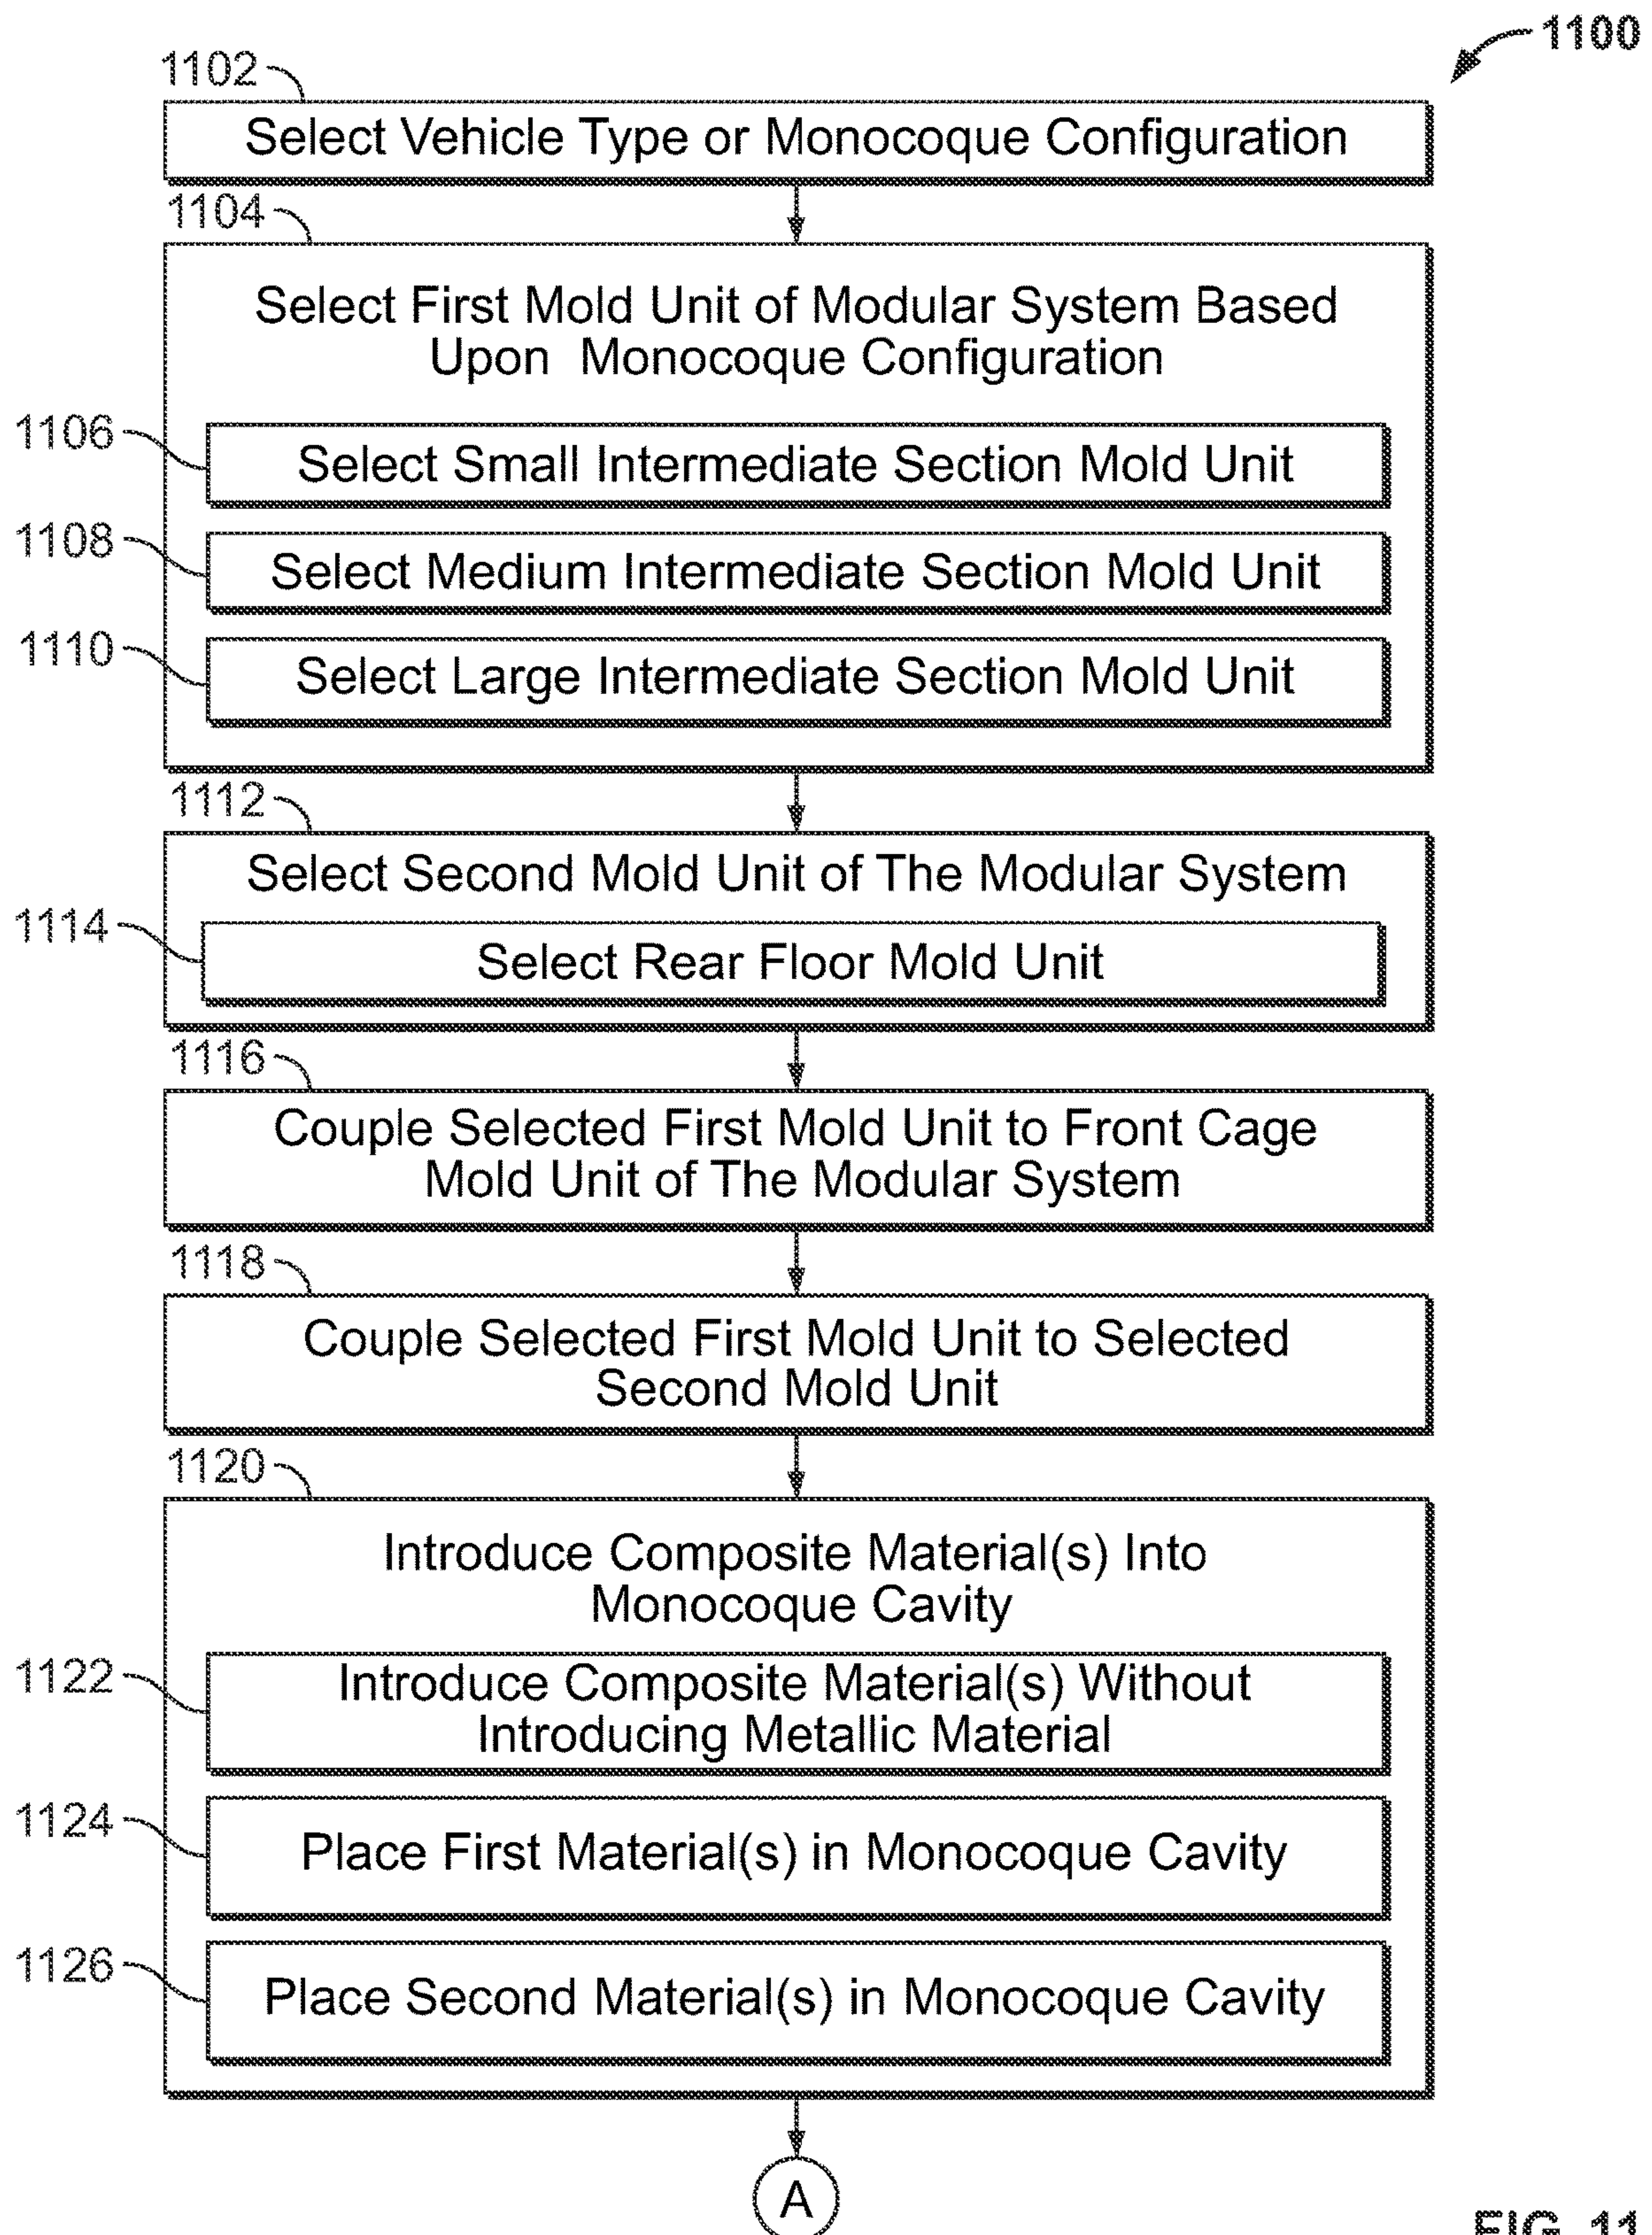 1100
1102
Select Vehicle Type or Monocoque Configuration
1104
Select First Mold Unit of Modular System Based
Upon Monocoque Configuration
1106
Select Small Intermediate Section Mold Unit
1108
Select Medium Intermediate Section Mold Unit
1110
Select Large Intermediate Section Mold Unit
1112
Select Second Mold Unit of The Modular System
1114
Select Rear Floor Mold Unit
1116
Couple Selected First Mold Unit to Front Cage
Mold Unit of The Modular System
1118
Couple Selected First Mold Unit to Selected
Second Mold Unit
1120
Introduce Composite Material(s) Into
Monocoque Cavity
1122
Introduce Composite Material(s) Without
Introducing Metallic Material
1124
Place First Material(s) in Monocoque Cavity
1126
Place Second Material(s) in Monocoque Cavity
A
FIG. 11